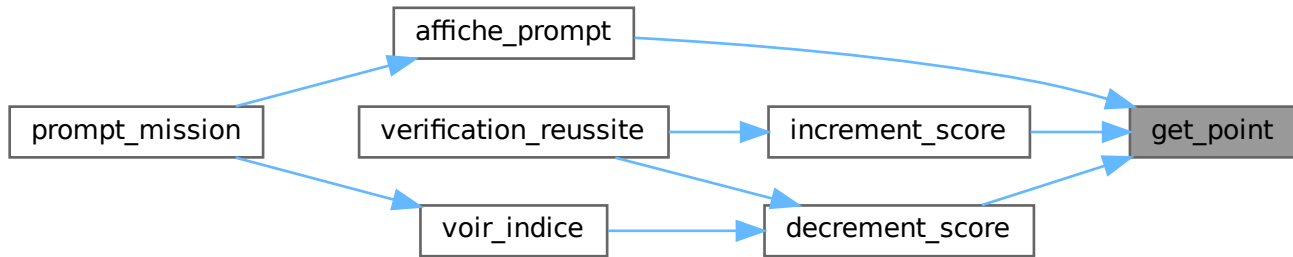 affiche_prompt
prompt_mission
verification_reussite
increment_score
get_point
voir_indice
decrement_score